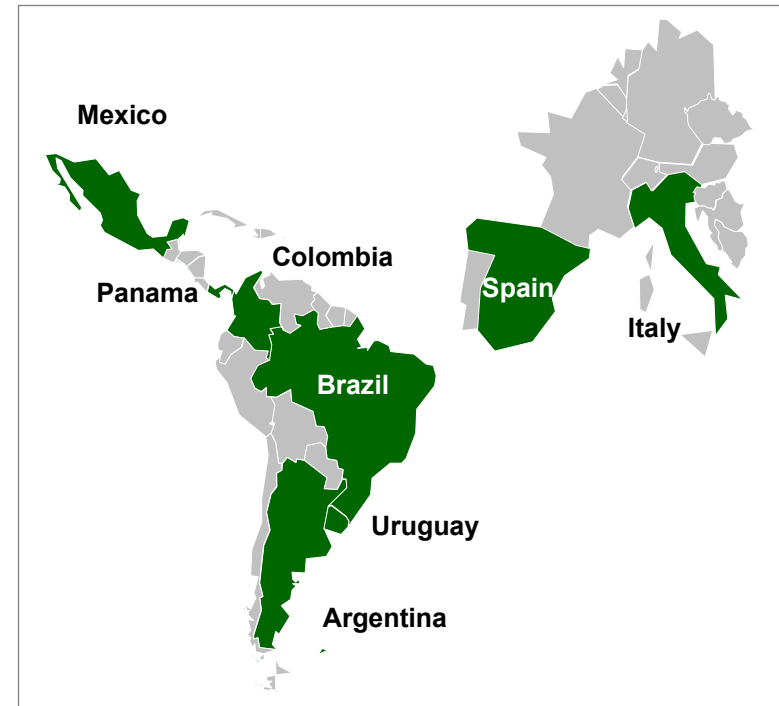 Mexico
Colombia
Panama
Spain
Italy
Brazil
Uruguay
Argentina